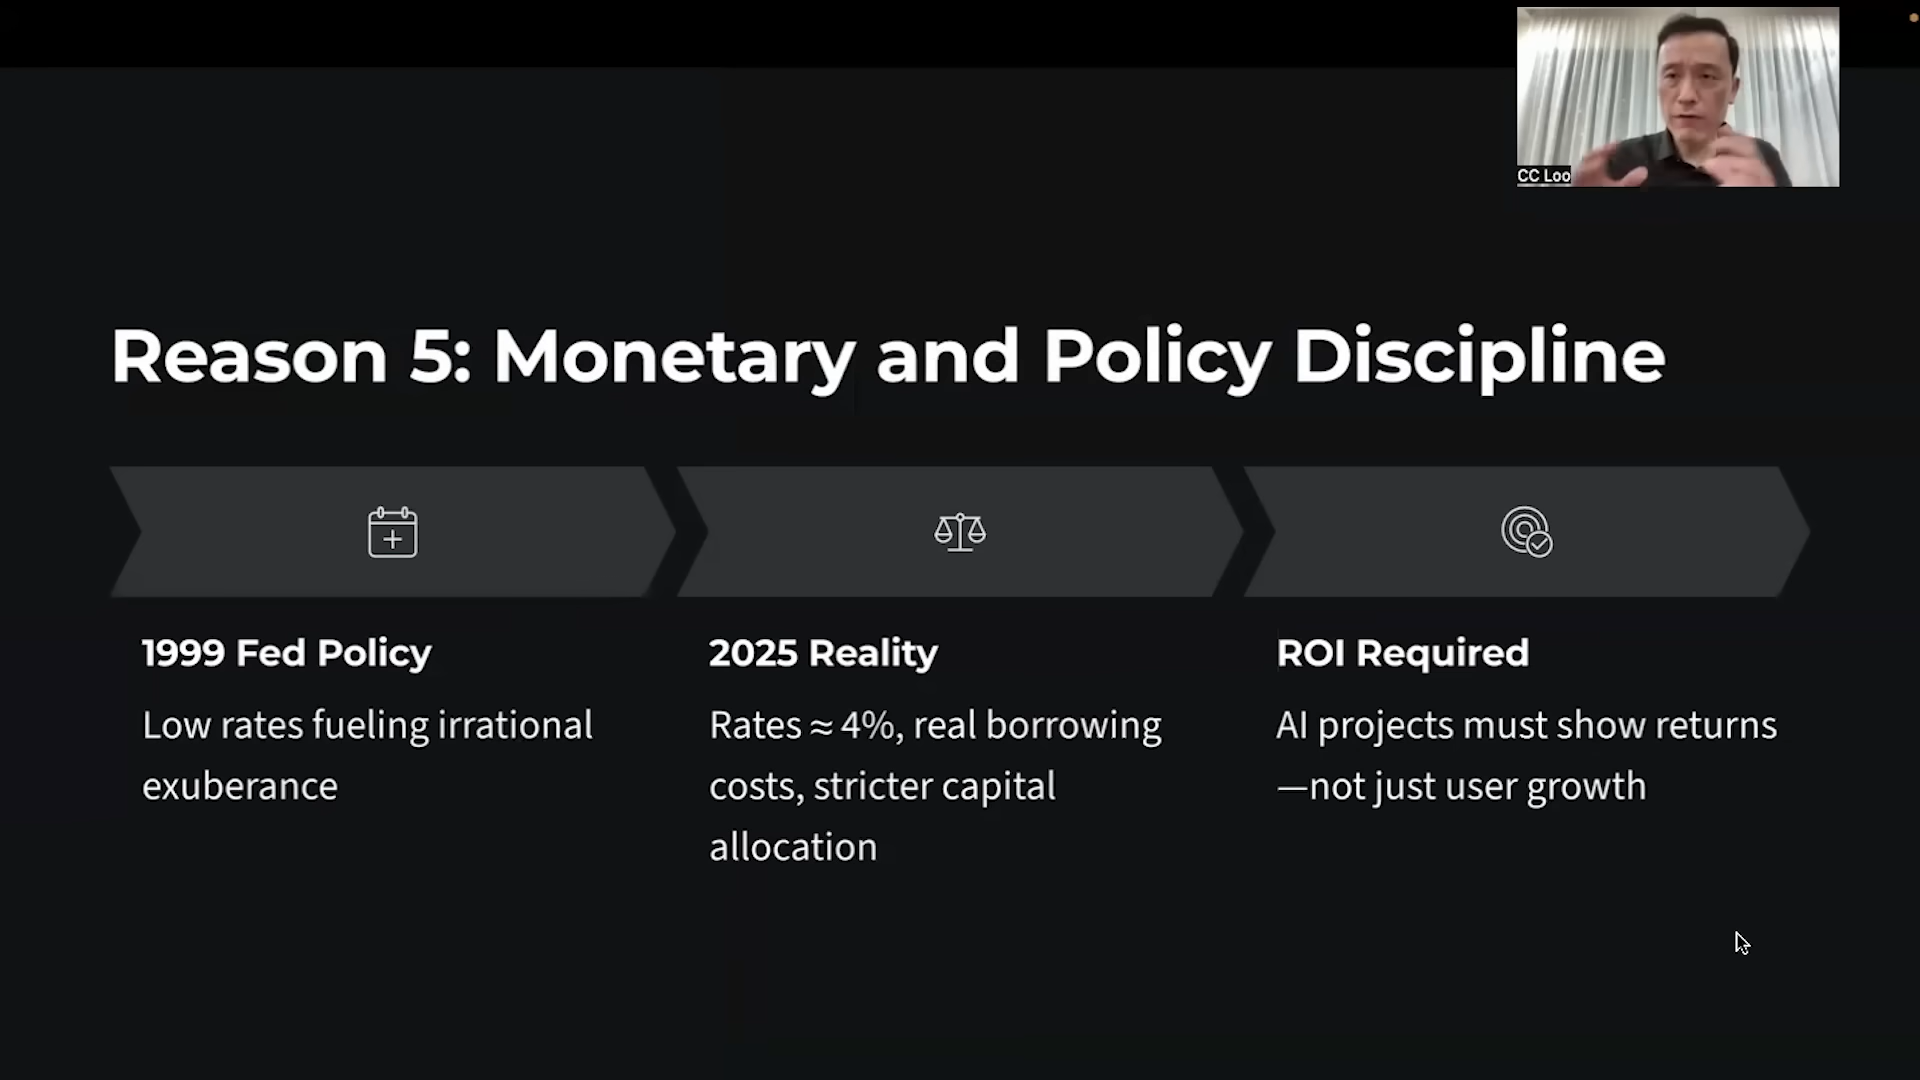 CC Loo
Reason 5: Monetary and Policy Discipline
1999 Fed Policy
Low rates fueling irrational
exuberance
2025 Reality
Rates ≈ 4%, real borrowing
costs, stricter capital
allocation
ROI Required
AI projects must show returns
—not just user growth